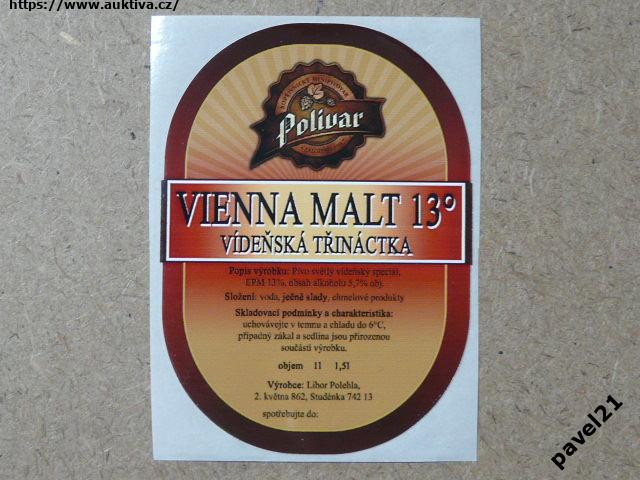 https://www.auktiva.cz/
Polivar
VIENNA MALT 13°
VÍDEŇSKÁ TŘINÁCTKA
Popis výrobku: Pivo světlý vídeňský speciál,
EPM 13%, obsah alkoholu 5,7% obj.
Složení: voda, ječné slady, chmelové produkty
Skladovací podmínky a charakteristika:
uchovávejte v temnu a chladu do 6°C,
případný zákal a sedlina jsou přirozenou
součástí výrobku.
objem 1l 1,5l
Výrobce: Libor Polehla,
2. května 862, Studénka 742 13
spotřebujte do:
pavel21